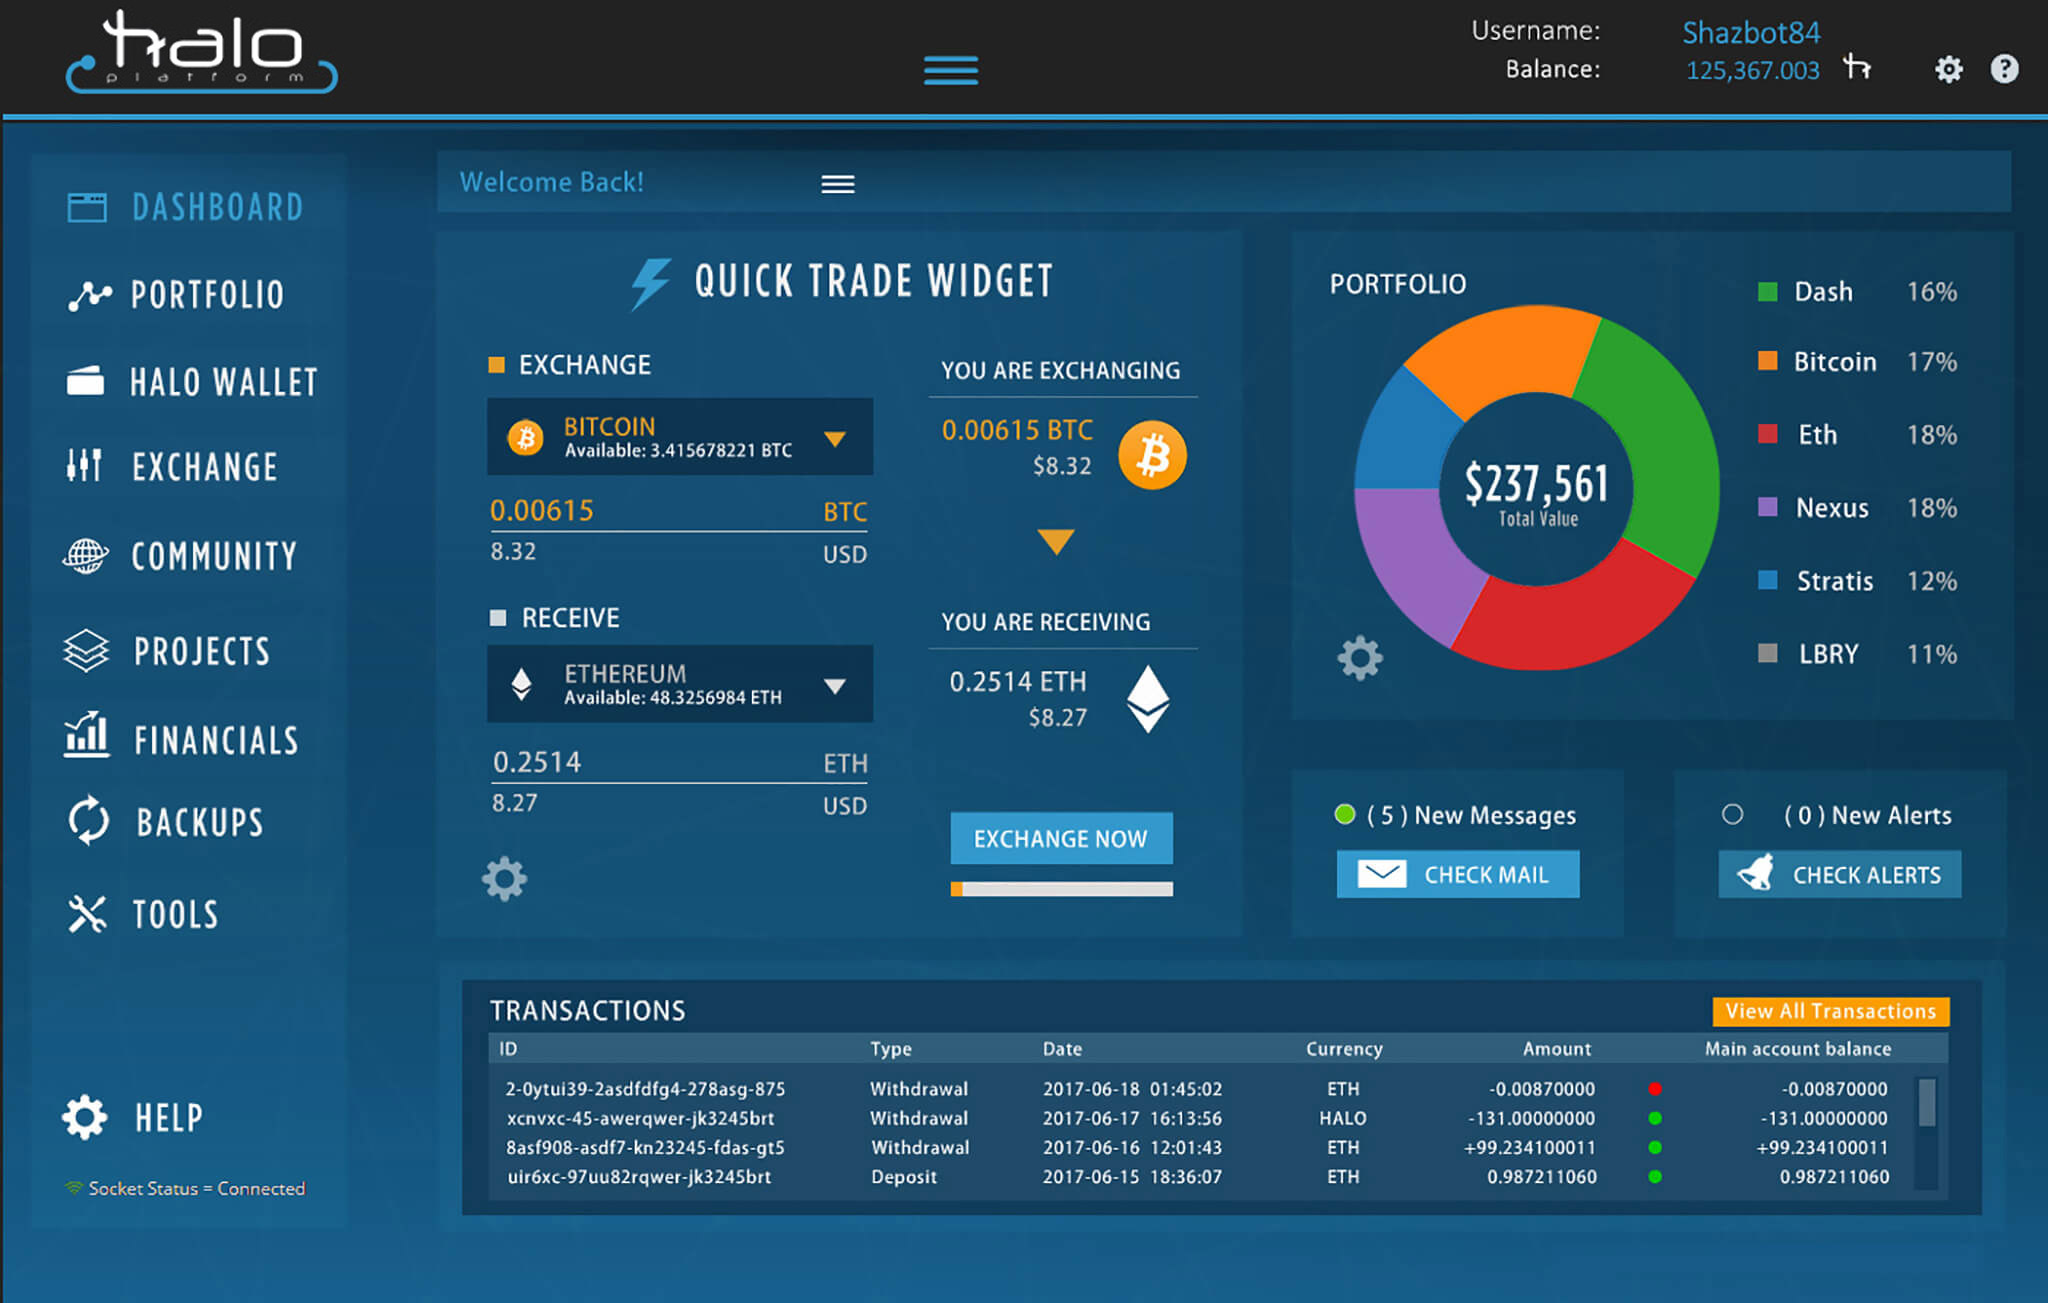 halo
platform
Username: Shazbot84
Balance: 125,367.003
DASHBOARD
PORTFOLIO
HALO WALLET
EXCHANGE
COMMUNITY
PROJECTS
FINANCIALS
BACKUPS
TOOLS
HELP
Socket Status = Connected
Welcome Back!
QUICK TRADE WIDGET
EXCHANGE
BITCOIN
Available: 3.415678221 BTC
0.00615 BTC
8.32 USD
RECEIVE
ETHEREUM
Available: 48.3256984 ETH
0.2514 ETH
8.27 USD
YOU ARE EXCHANGING
0.00615 BTC
$8.32
YOU ARE RECEIVING
0.2514 ETH
$8.27
EXCHANGE NOW
PORTFOLIO
$237,561
Total Value
Dash 16%
Bitcoin 17%
Eth 18%
Nexus 18%
Stratis 12%
LBRY 11%
( 5 ) New Messages
CHECK MAIL
( 0 ) New Alerts
CHECK ALERTS
TRANSACTIONS
View All Transactions
ID Type Date Currency Amount Main account balance
2-0ytui39-2asdfdfg4-278asg-875 Withdrawal 2017-06-18 01:45:02 ETH -0.00870000 -0.00870000
xcnvxc-45-awerqwer-jk3245brt Withdrawal 2017-06-17 16:13:56 HALO -131.00000000 -131.00000000
8asf908-asdf7-kn23245-fdas-gt5 Withdrawal 2017-06-16 12:01:43 ETH +99.234100011 +99.234100011
uir6xc-97uu82rqwer-jk3245brt Deposit 2017-06-15 18:36:07 ETH 0.987211060 0.987211060